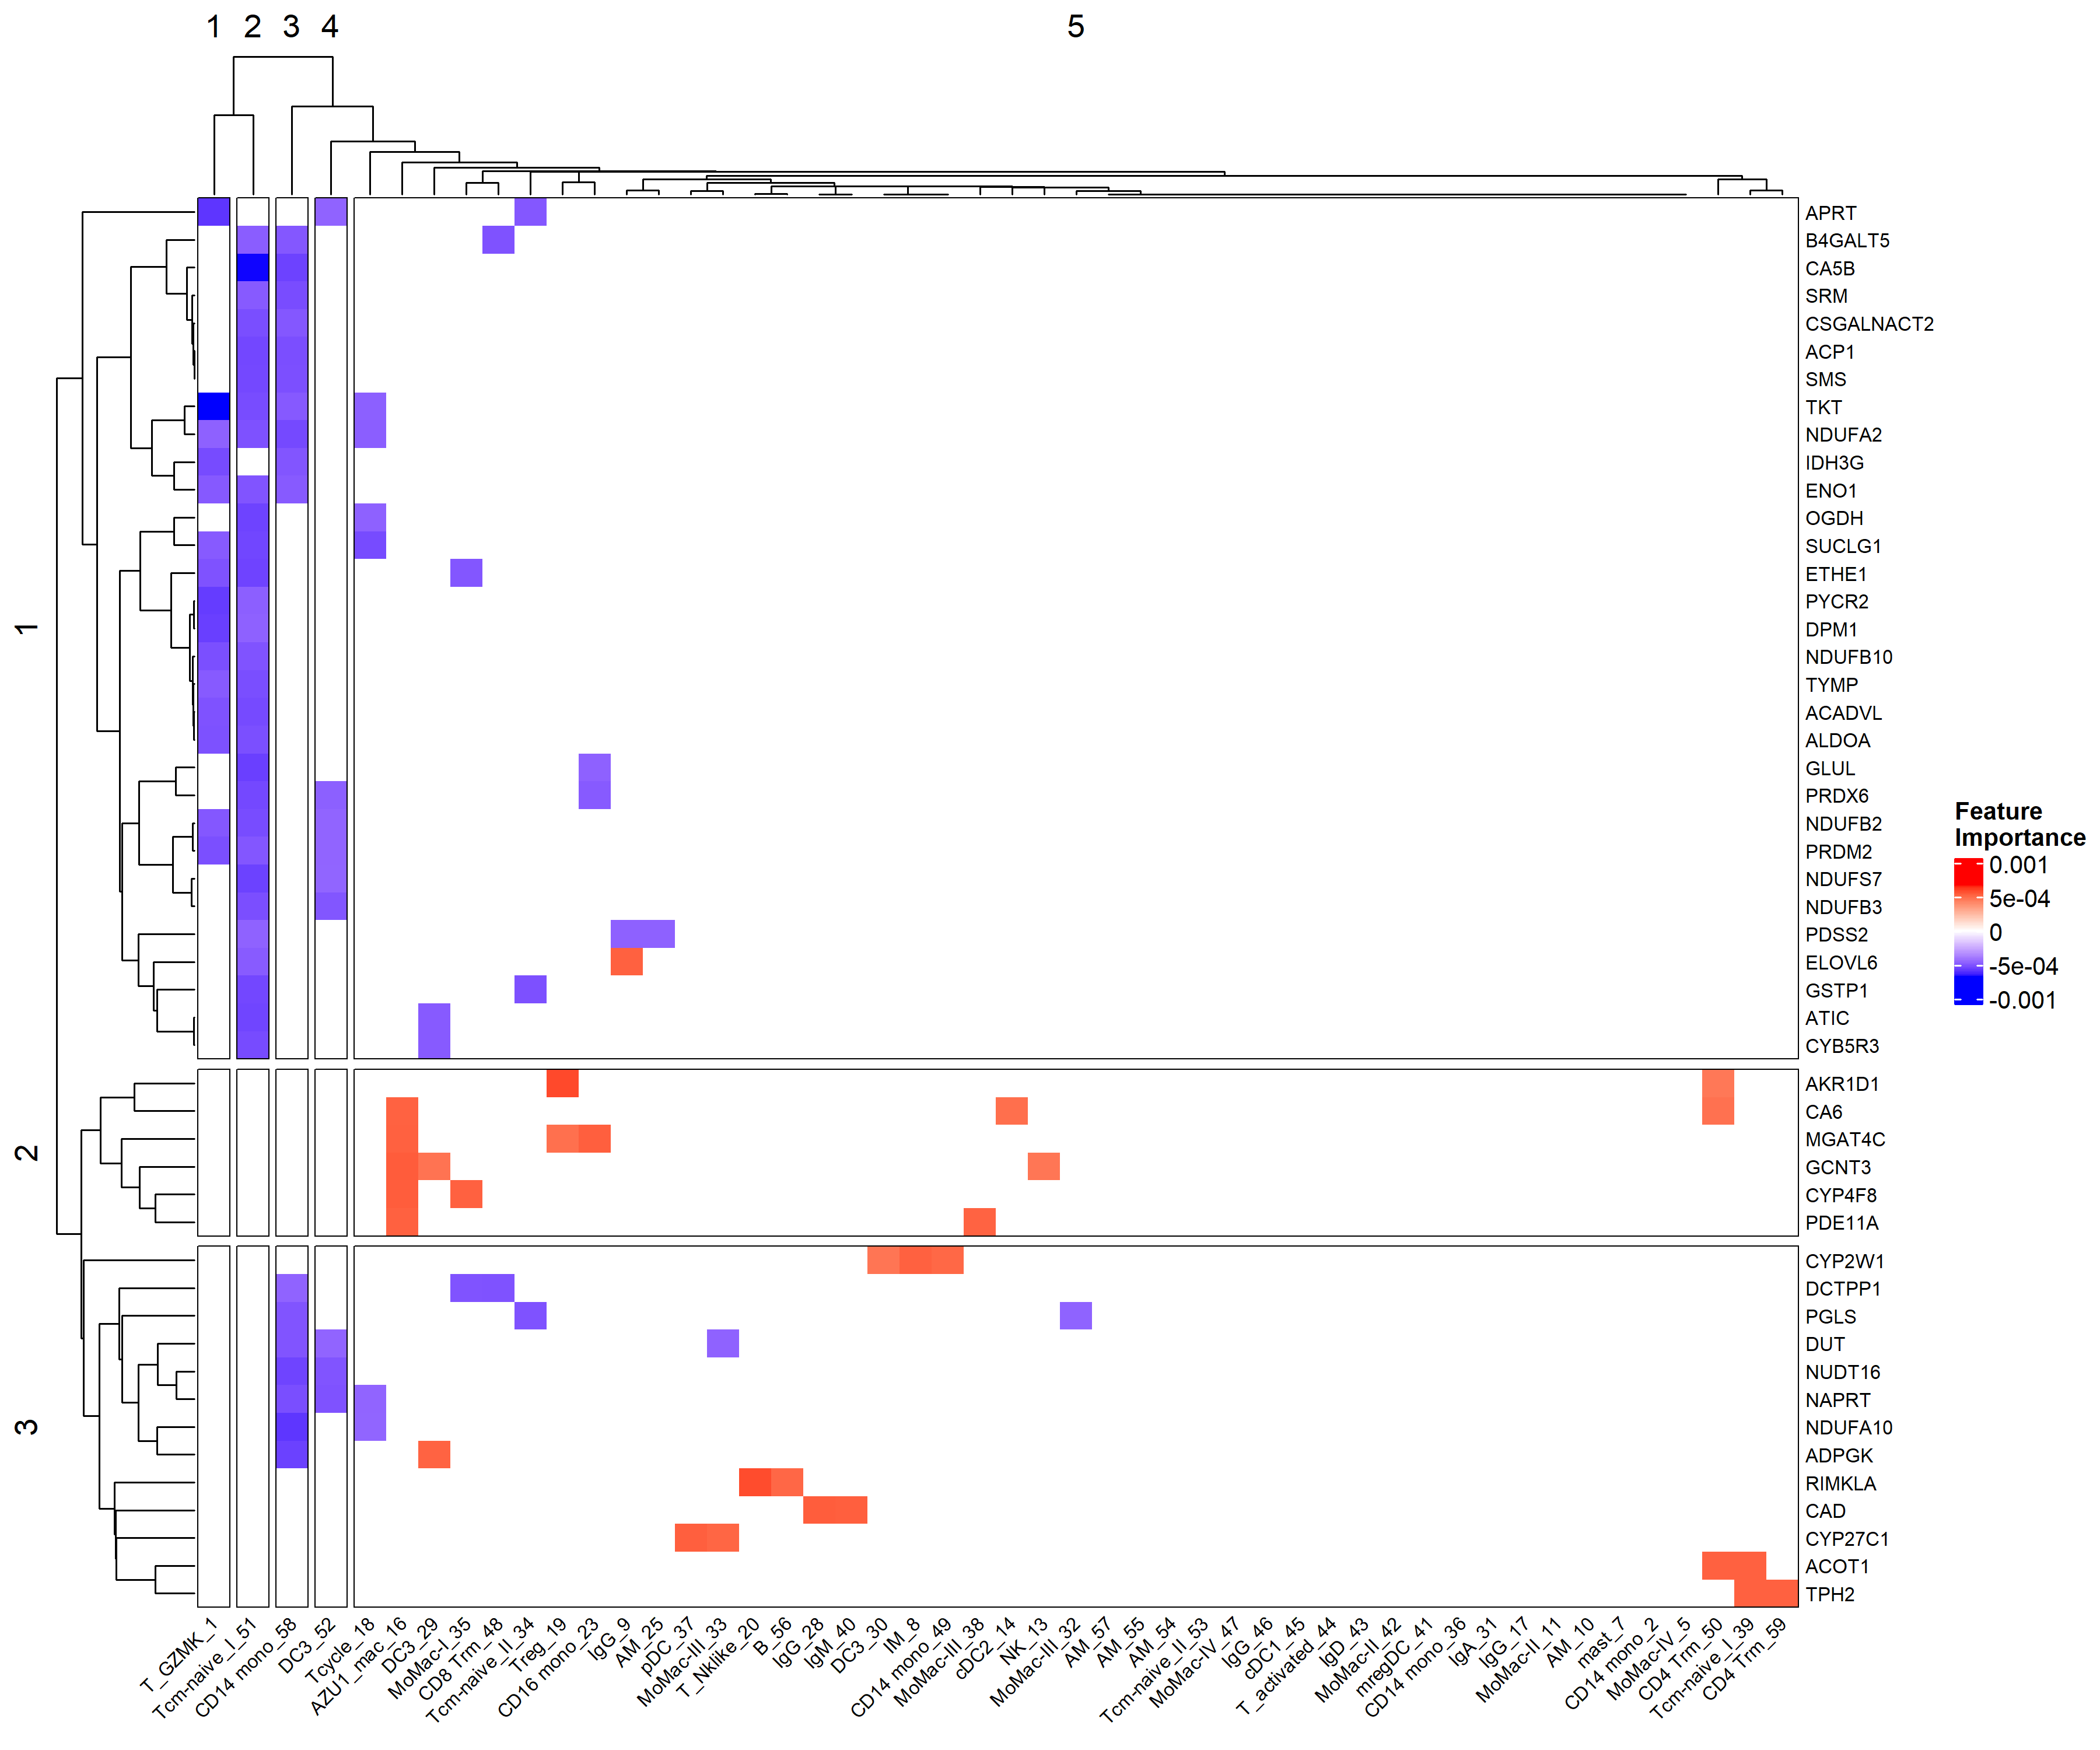 1 2 3 4 5
APRT
B4GALT5
CA5B
SRM
CSGALNACT2
ACP1
SMS
TKT
NDUFA2
IDH3G
ENO1
OGDH
SUCLG1
ETHE1
PYCR2
DPM1
NDUFB10
TYMP
ACADVL
ALDOA
GLUL
PRDX6
NDUFB2
PRDM2
NDUFS7
NDUFB3
PDSS2
ELOVL6
GSTP1
ATIC
CYB5R3
1
AKR1D1
CA6
MGAT4C
GCNT3
CYP4F8
PDE11A
2
CYP2W1
DCTPP1
PGLS
DUT
NUDT16
NAPRT
NDUFA10
ADPGK
RIMKLA
CAD
CYP27C1
ACOT1
TPH2
3
T_GZMK_1
Tcm-naive_I_51
CD14 mono_58
DC3_52
Tcycle_18
AZU1_mac_16
DC3_29
MoMac-I_35
CD8 Trm_48
Tcm-naive_II_34
Treg_19
CD16 mono_23
IgG_9
AM_25
pDC_37
MoMac-III_33
T_Nklike_20
B_56
IgG_28
IgM_40
DC3_30
IM_8
CD14 mono_49
MoMac-III_38
cDC2_14
NK_13
MoMac-III_32
AM_57
AM_55
AM_54
Tcm-naive_II_53
MoMac-IV_47
IgG_46
cDC1_45
T_activated_44
IgD_43
MoMac-II_42
mregDC_41
CD14 mono_36
IgA_31
IgG_17
MoMac-II_11
AM_10
mast_7
CD14 mono_2
MoMac-IV_5
CD4 Trm_50
Tcm-naive_I_39
CD4 Trm_59
Feature
Importance
0.001
5e-04
0
-5e-04
-0.001